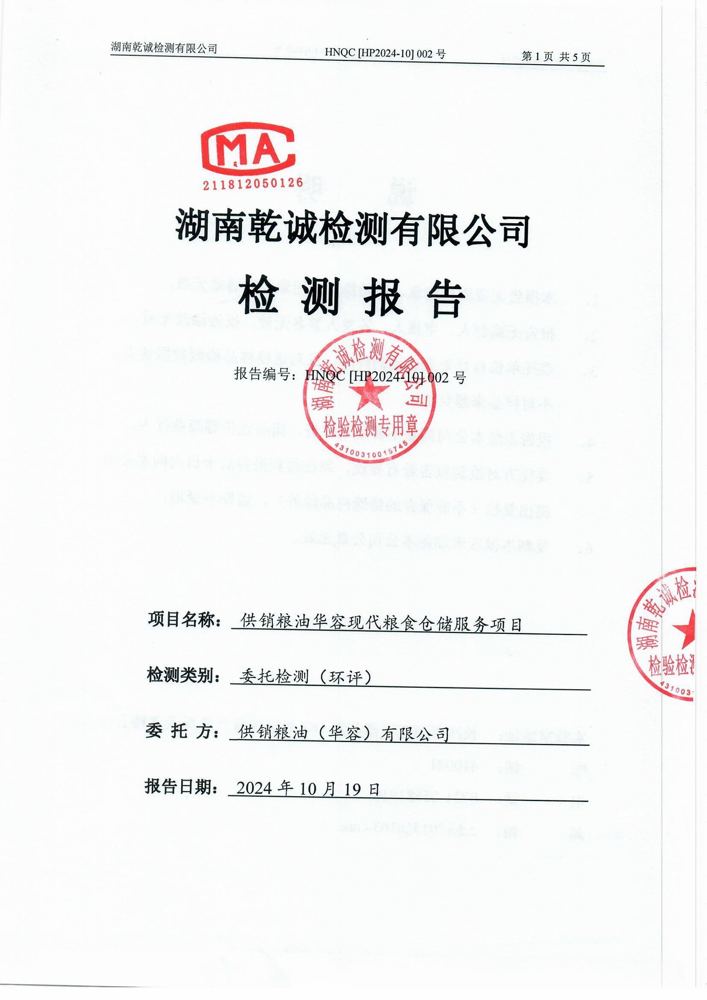 湖南乾诚检测有限公司 HNQC [HP2024-10] 002 号 第 1 页 共 5 页
MA
211812050126
湖南乾诚检测有限公司
检测报告
报告编号：HNQC [HP2024-10] 002 号
湖南乾诚检测有限公司
检验检测专用章
43100310015745
项目名称：供销粮油华容现代粮食仓储服务项目
湖南乾诚检
检验检测
431003
检测类别：委托检测（环评）
委托方：供销粮油（华容）有限公司
报告日期：2024 年 10 月 19 日